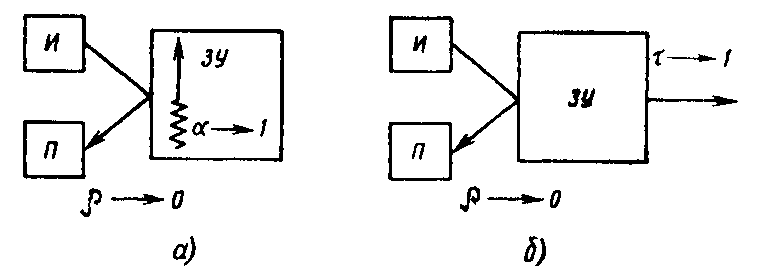 И
ЗУ
α → 1
П
ρ → 0
а)
И
τ → 1
ЗУ
П
ρ → 0
б)